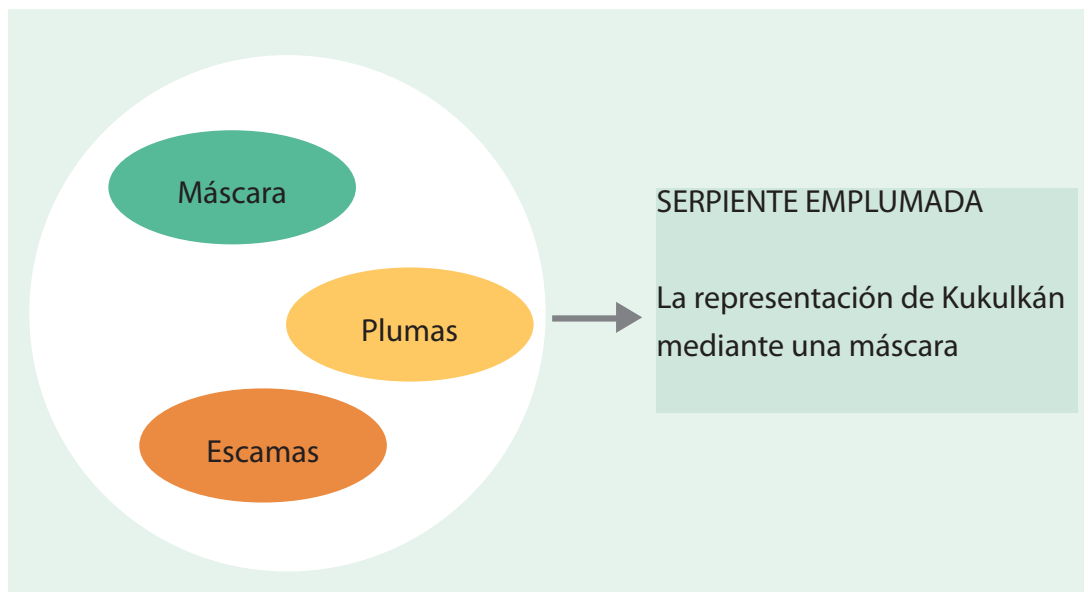 Máscara
Plumas
Escamas
SERPIENTE EMPLUMADA
La representación de Kukulkán
mediante una máscara